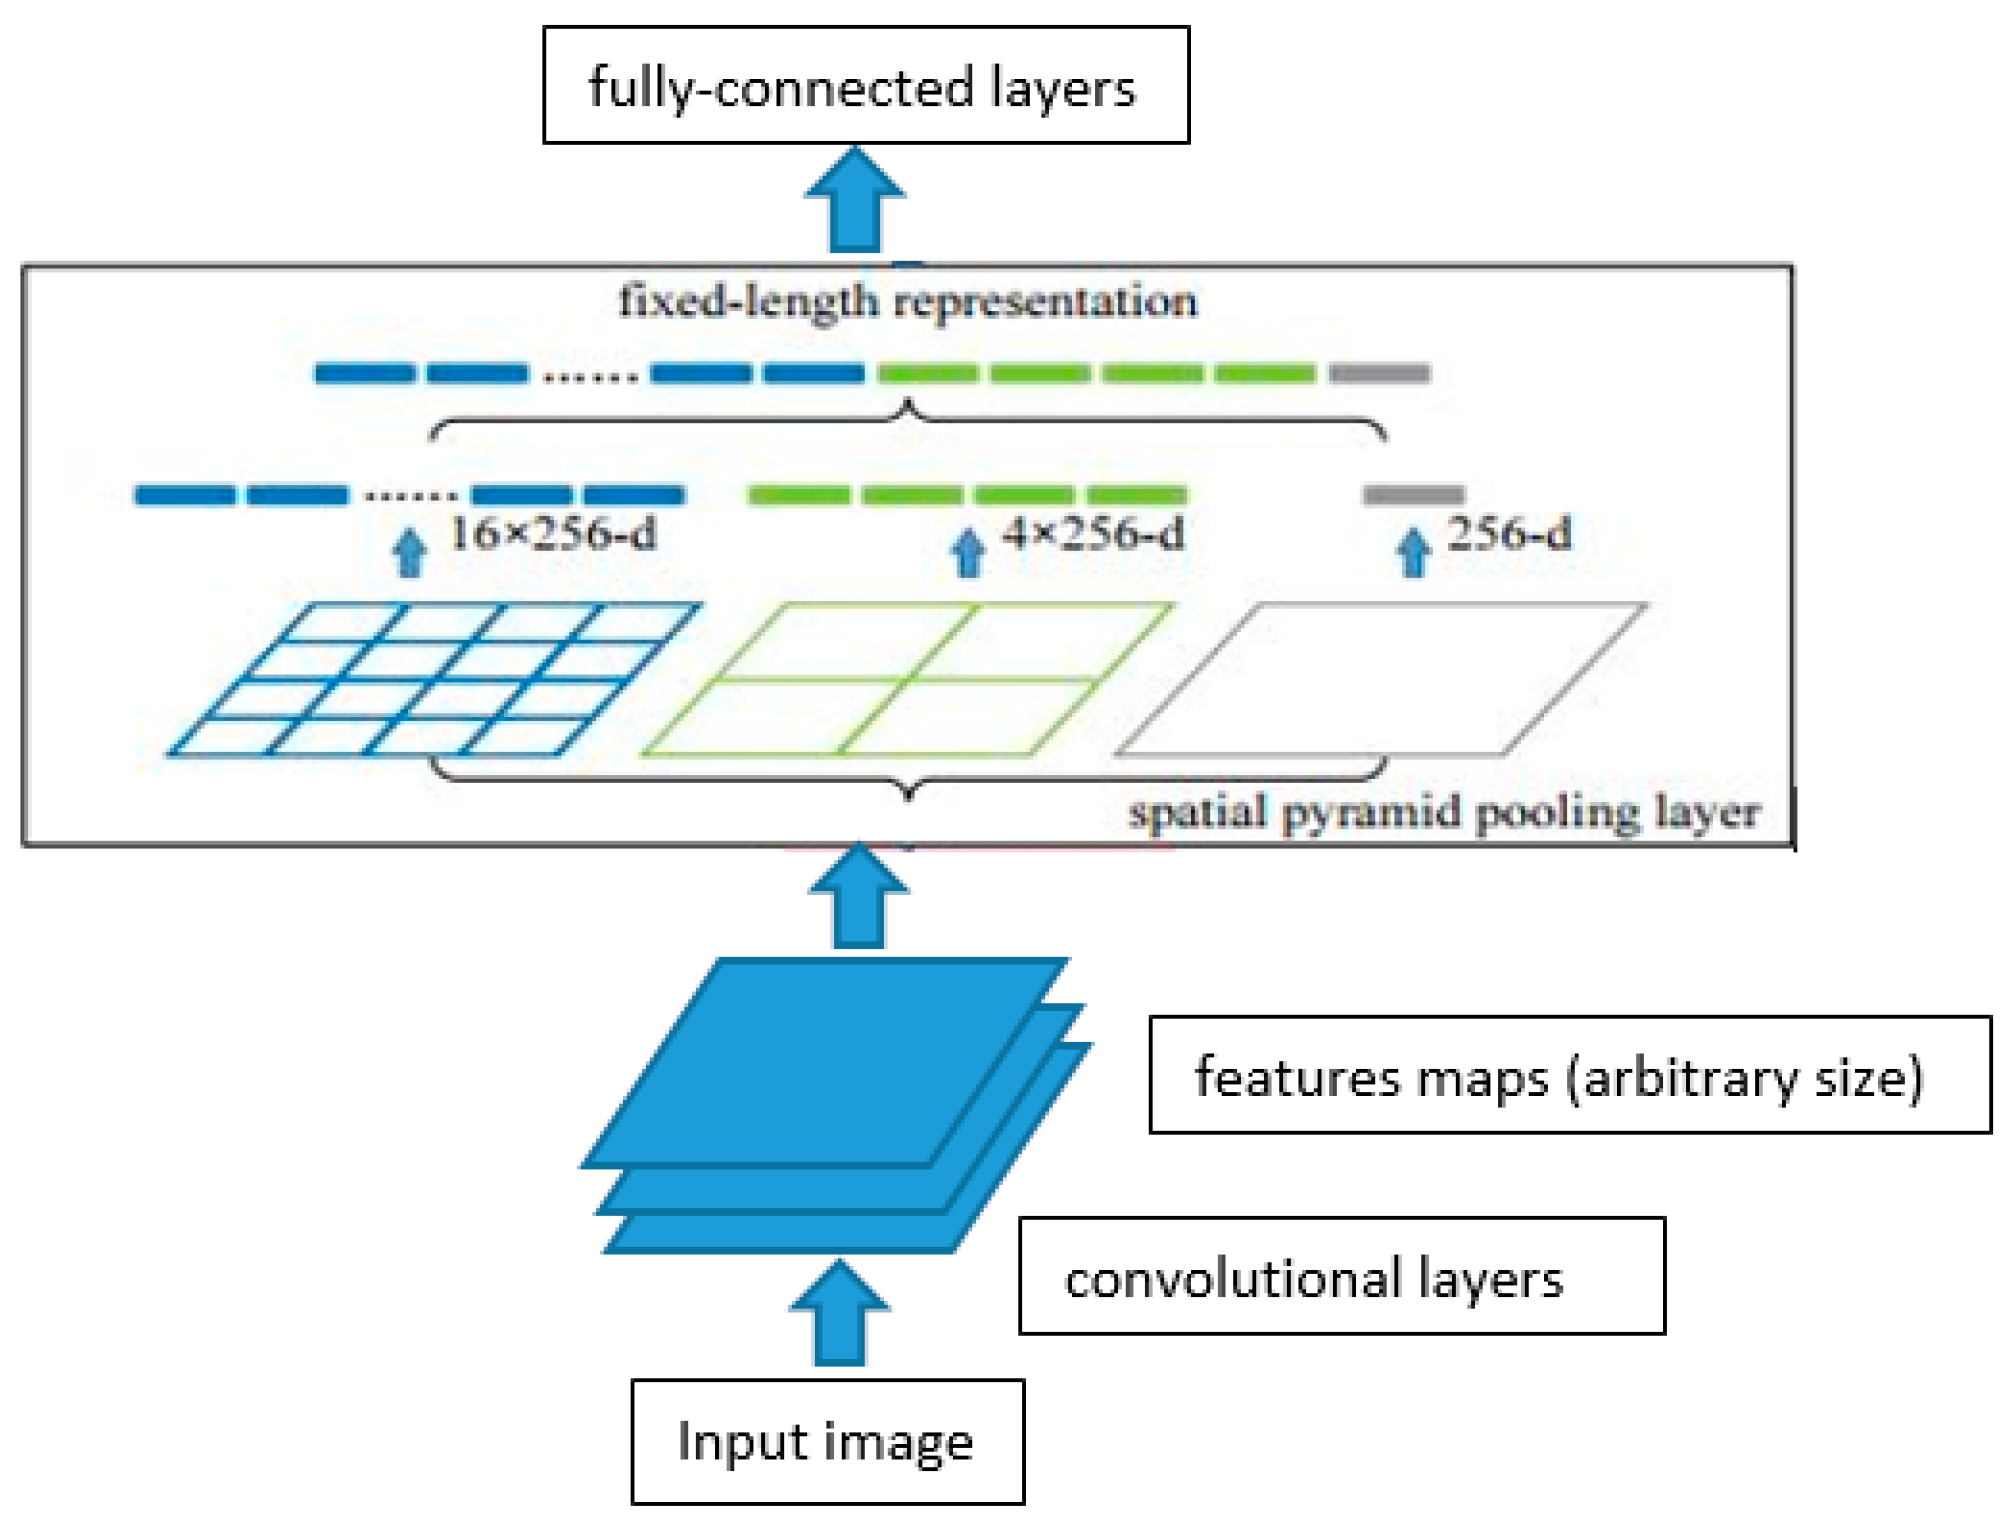 fully-connected layers
fixed-length representation
16×256-d
4×256-d
256-d
spatial pyramid pooling layer
features maps (arbitrary size)
convolutional layers
Input image